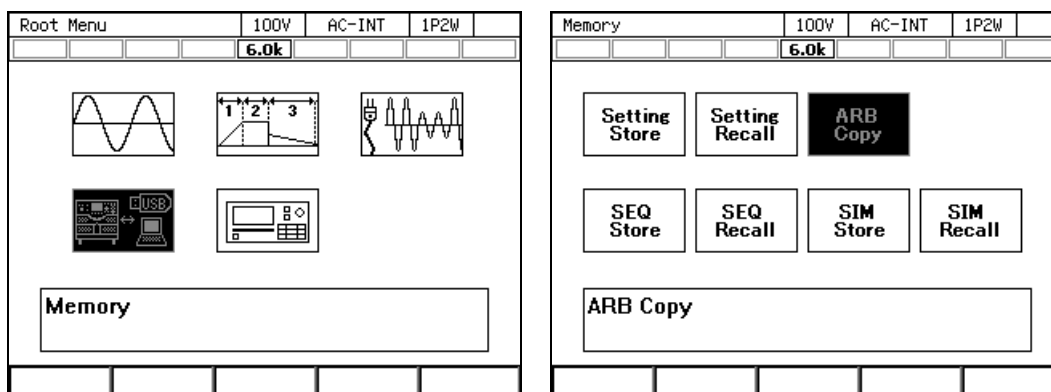 Root Menu 100V AC-INT 1P2W
6.0k
1 2 3
USB
Memory
Memory 100V AC-INT 1P2W
6.0k
Setting Store
Setting Recall
ARB Copy
SEQ Store
SEQ Recall
SIM Store
SIM Recall
ARB Copy